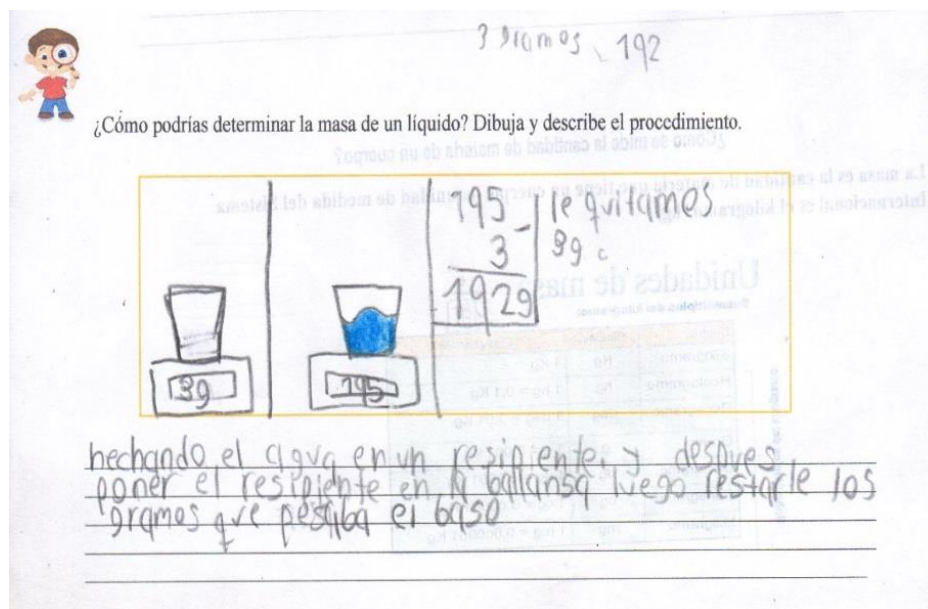 3 gramos 192
¿Cómo podrías determinar la masa de un líquido? Dibuja y describe el procedimiento.
195 le quitamos
3 - 3g
192g
3g
195
hechando el agua en un resipiente, y despues
poner el resipiente en la ballansa luego restarle los
gramos que pesaba el baso